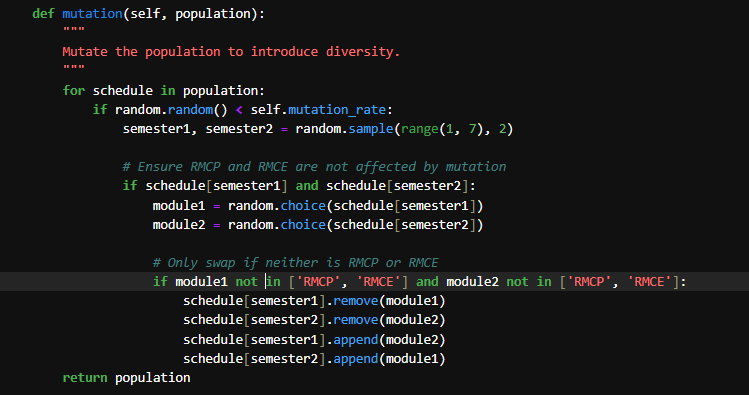 def mutation(self, population):
    """
    Mutate the population to introduce diversity.
    """
    for schedule in population:
        if random.random() < self.mutation_rate:
            semester1, semester2 = random.sample(range(1, 7), 2)

            # Ensure RMCP and RMCE are not affected by mutation
            if schedule[semester1] and schedule[semester2]:
                module1 = random.choice(schedule[semester1])
                module2 = random.choice(schedule[semester2])

                # Only swap if neither is RMCP or RMCE
                if module1 not in ['RMCP', 'RMCE'] and module2 not in ['RMCP', 'RMCE']:
                    schedule[semester1].remove(module1)
                    schedule[semester2].remove(module2)
                    schedule[semester1].append(module2)
                    schedule[semester2].append(module1)
    return population